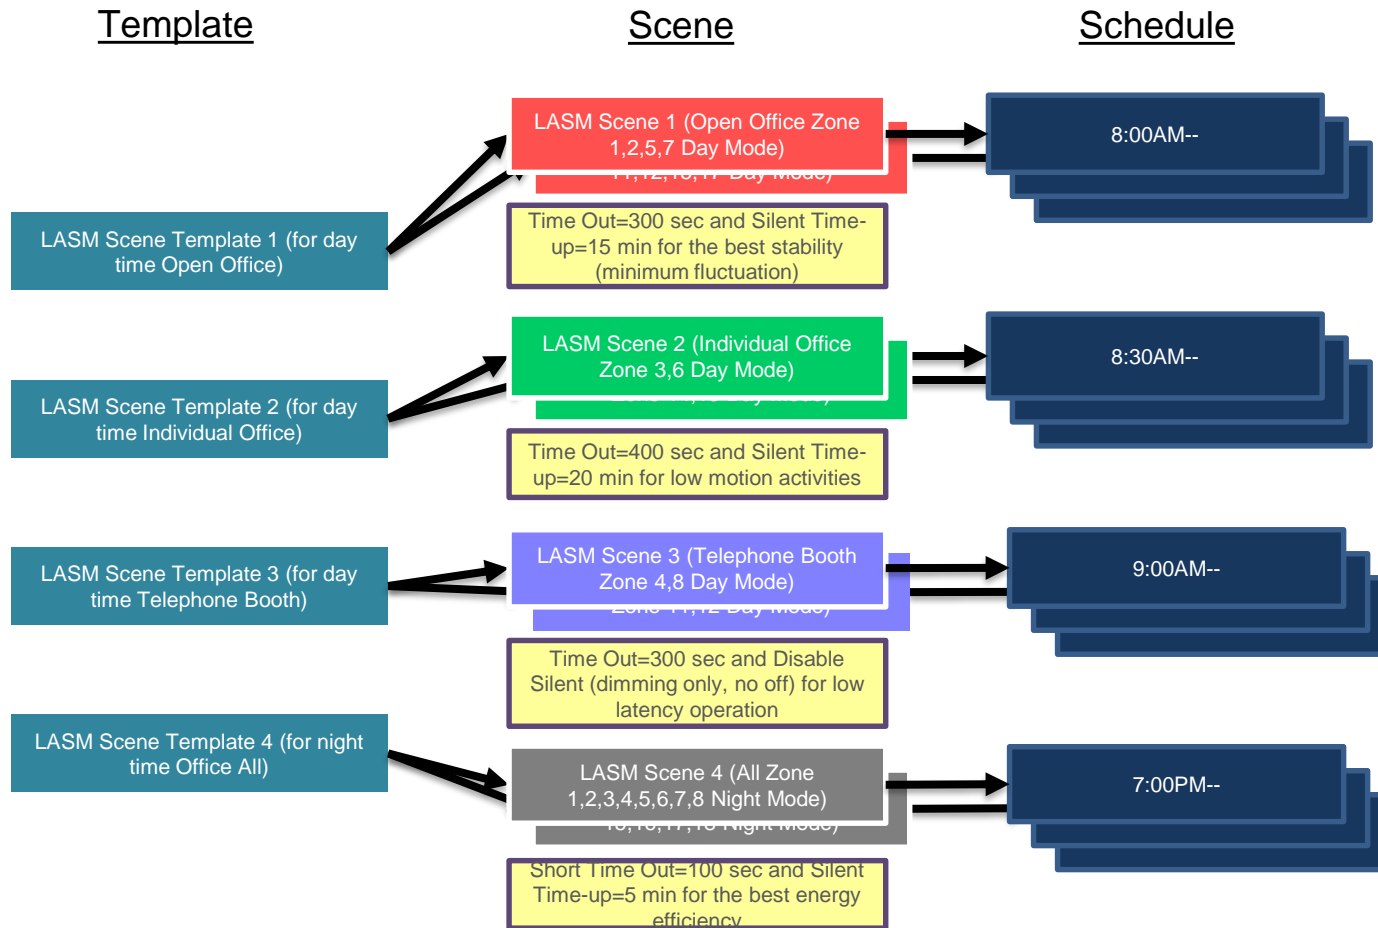 Template
Scene
Schedule
LASM Scene 1 (Open Office Zone
1,2,5,7 Day Mode)
8:00AM--
Time Out=300 sec and Silent Time-
up=15 min for the best stability
(minimum fluctuation)
LASM Scene Template 1 (for day
time Open Office)
LASM Scene 2 (Individual Office
Zone 3,6 Day Mode)
8:30AM--
LASM Scene Template 2 (for day
time Individual Office)
Time Out=400 sec and Silent Time-
up=20 min for low motion activities
LASM Scene Template 3 (for day
time Telephone Booth)
LASM Scene 3 (Telephone Booth
Zone 4,8 Day Mode)
Day Mode)
9:00AM--
Time Out=300 sec and Disable
Silent (dimming only, no off) for low
latency operation
LASM Scene Template 4 (for night
time Office All)
LASM Scene 4 (All Zone
1,2,3,4,5,6,7,8 Night Mode)
Night Mode)
7:00PM--
Short Time Out=100 sec and Silent
Time-up=5 min for the best energy
efficiency